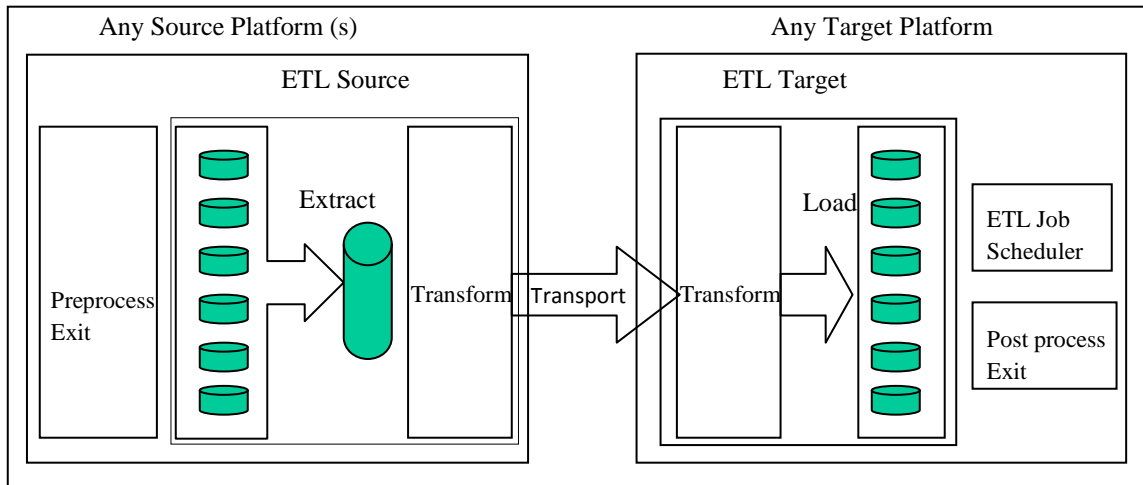 Any Source Platform (s)
Any Target Platform
ETL Source
ETL Target
Preprocess
Exit
Extract
Transform
Transport
Transform
Load
ETL Job
Scheduler
Post process
Exit